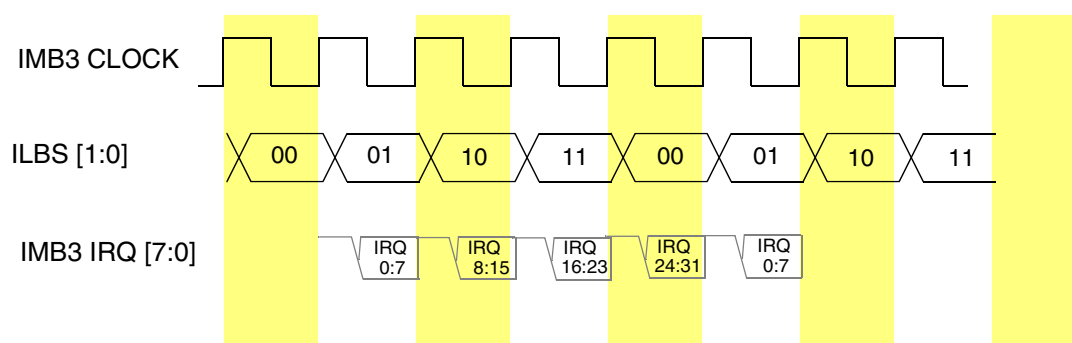 IMB3 CLOCK
ILBS [1:0]
00 01 10 11 00 01 10 11
IMB3 IRQ [7:0]
IRQ 0:7
IRQ 8:15
IRQ 16:23
IRQ 24:31
IRQ 0:7